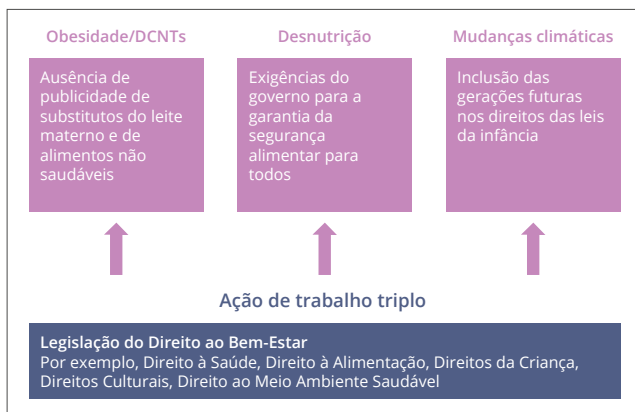 Obesidade/DCNTs
Ausência de
publicidade de
substitutos do leite
materno e de
alimentos não
saudáveis
Desnutrição
Exigências do
governo para a
garantia da
segurança
alimentar para
todos
Mudanças climáticas
Inclusão das
gerações futuras
nos direitos das leis
da infância
Ação de trabalho triplo
Legislação do Direito ao Bem-Estar
Por exemplo, Direito à Saúde, Direito à Alimentação, Direitos da Criança,
Direitos Culturais, Direito ao Meio Ambiente Saudável